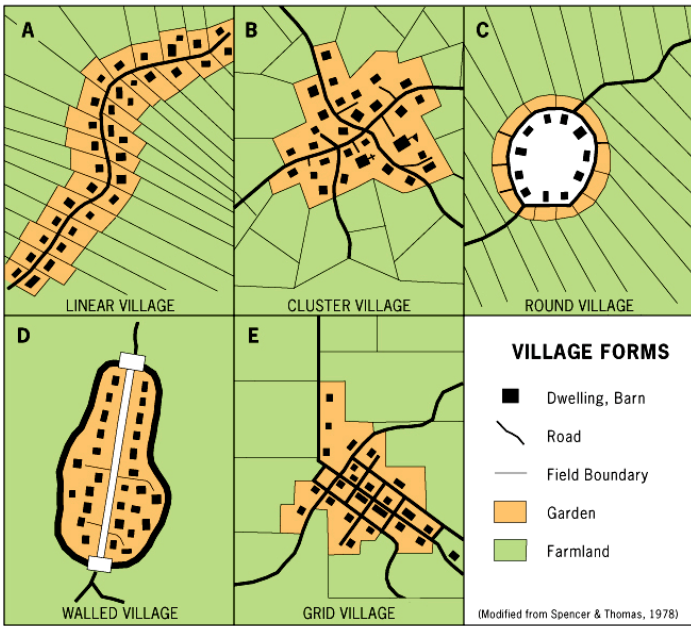 A
B
C
LINEAR VILLAGE
CLUSTER VILLAGE
ROUND VILLAGE
D
E
VILLAGE FORMS
Dwelling, Barn
Road
Field Boundary
Garden
Farmland
WALLED VILLAGE
GRID VILLAGE
(Modified from Spencer & Thomas, 1978)